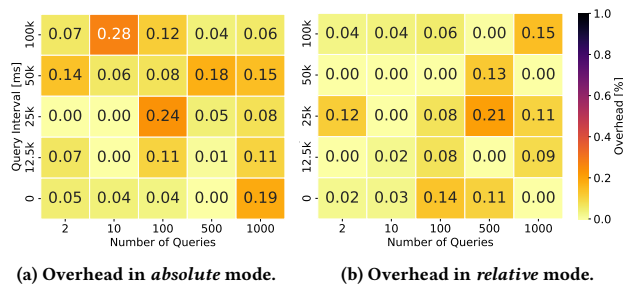 Query Interval [ms]
100k 0.07 0.28 0.12 0.04 0.06
50k 0.14 0.06 0.08 0.18 0.15
25k 0.00 0.00 0.24 0.05 0.08
12.5k 0.07 0.00 0.11 0.01 0.11
0 0.05 0.04 0.04 0.00 0.19
2 10 100 500 1000
Number of Queries
(a) Overhead in absolute mode.
100k 0.04 0.04 0.06 0.00 0.15
50k 0.00 0.00 0.00 0.13 0.00
25k 0.12 0.00 0.08 0.21 0.11
12.5k 0.00 0.02 0.08 0.00 0.09
0 0.02 0.03 0.14 0.11 0.00
2 10 100 500 1000
Number of Queries
(b) Overhead in relative mode.
1.0
0.8
0.6
0.4
0.2
0.0
Overhead [%]